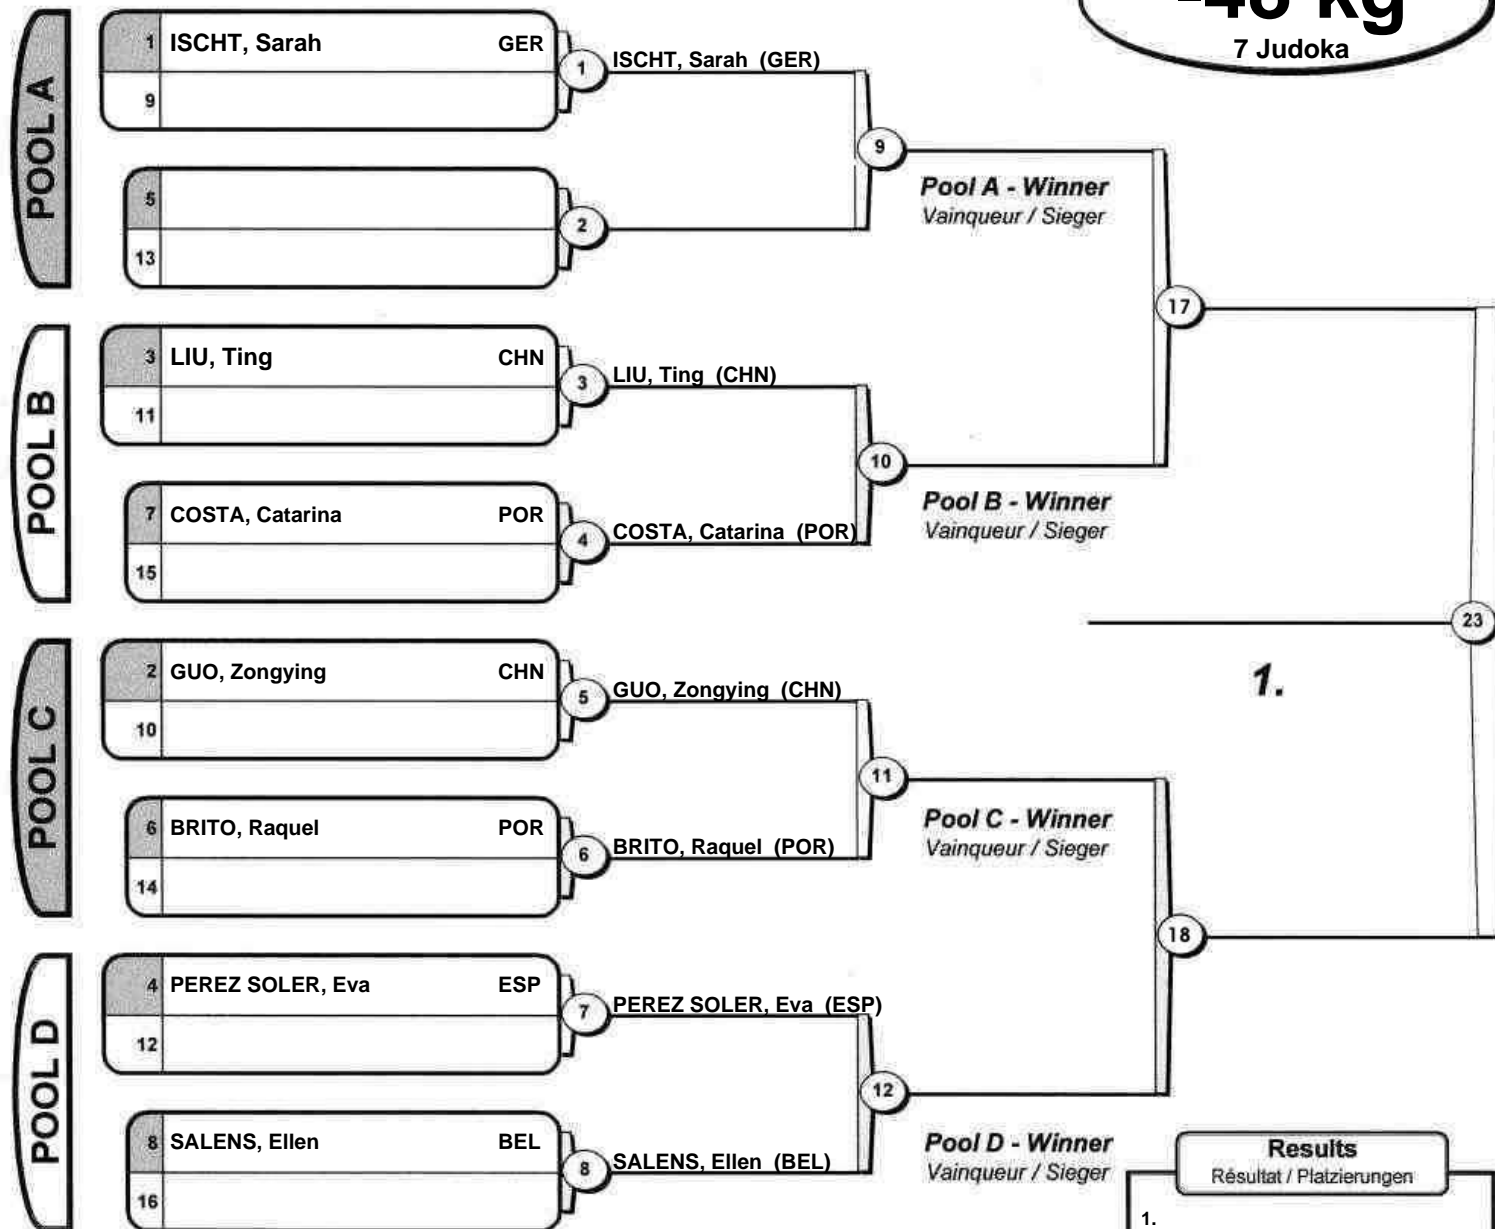 -48 kg
7 Judoka
POOL A
1 ISCHT, Sarah GER
9
1 ISCHT, Sarah (GER)
5
13
2
9
Pool A - Winner
Vainqueur / Sieger
POOL B
3 LIU, Ting CHN
11
3 LIU, Ting (CHN)
7 COSTA, Catarina POR
15
4 COSTA, Catarina (POR)
10
Pool B - Winner
Vainqueur / Sieger
17
POOL C
2 GUO, Zongying CHN
10
5 GUO, Zongying (CHN)
6 BRITO, Raquel POR
14
6 BRITO, Raquel (POR)
11
Pool C - Winner
Vainqueur / Sieger
POOL D
4 PEREZ SOLER, Eva ESP
12
7 PEREZ SOLER, Eva (ESP)
8 SALENS, Ellen BEL
16
8 SALENS, Ellen (BEL)
12
Pool D - Winner
Vainqueur / Sieger
18
23
1.
Results
Résultat / Platzierungen
1.